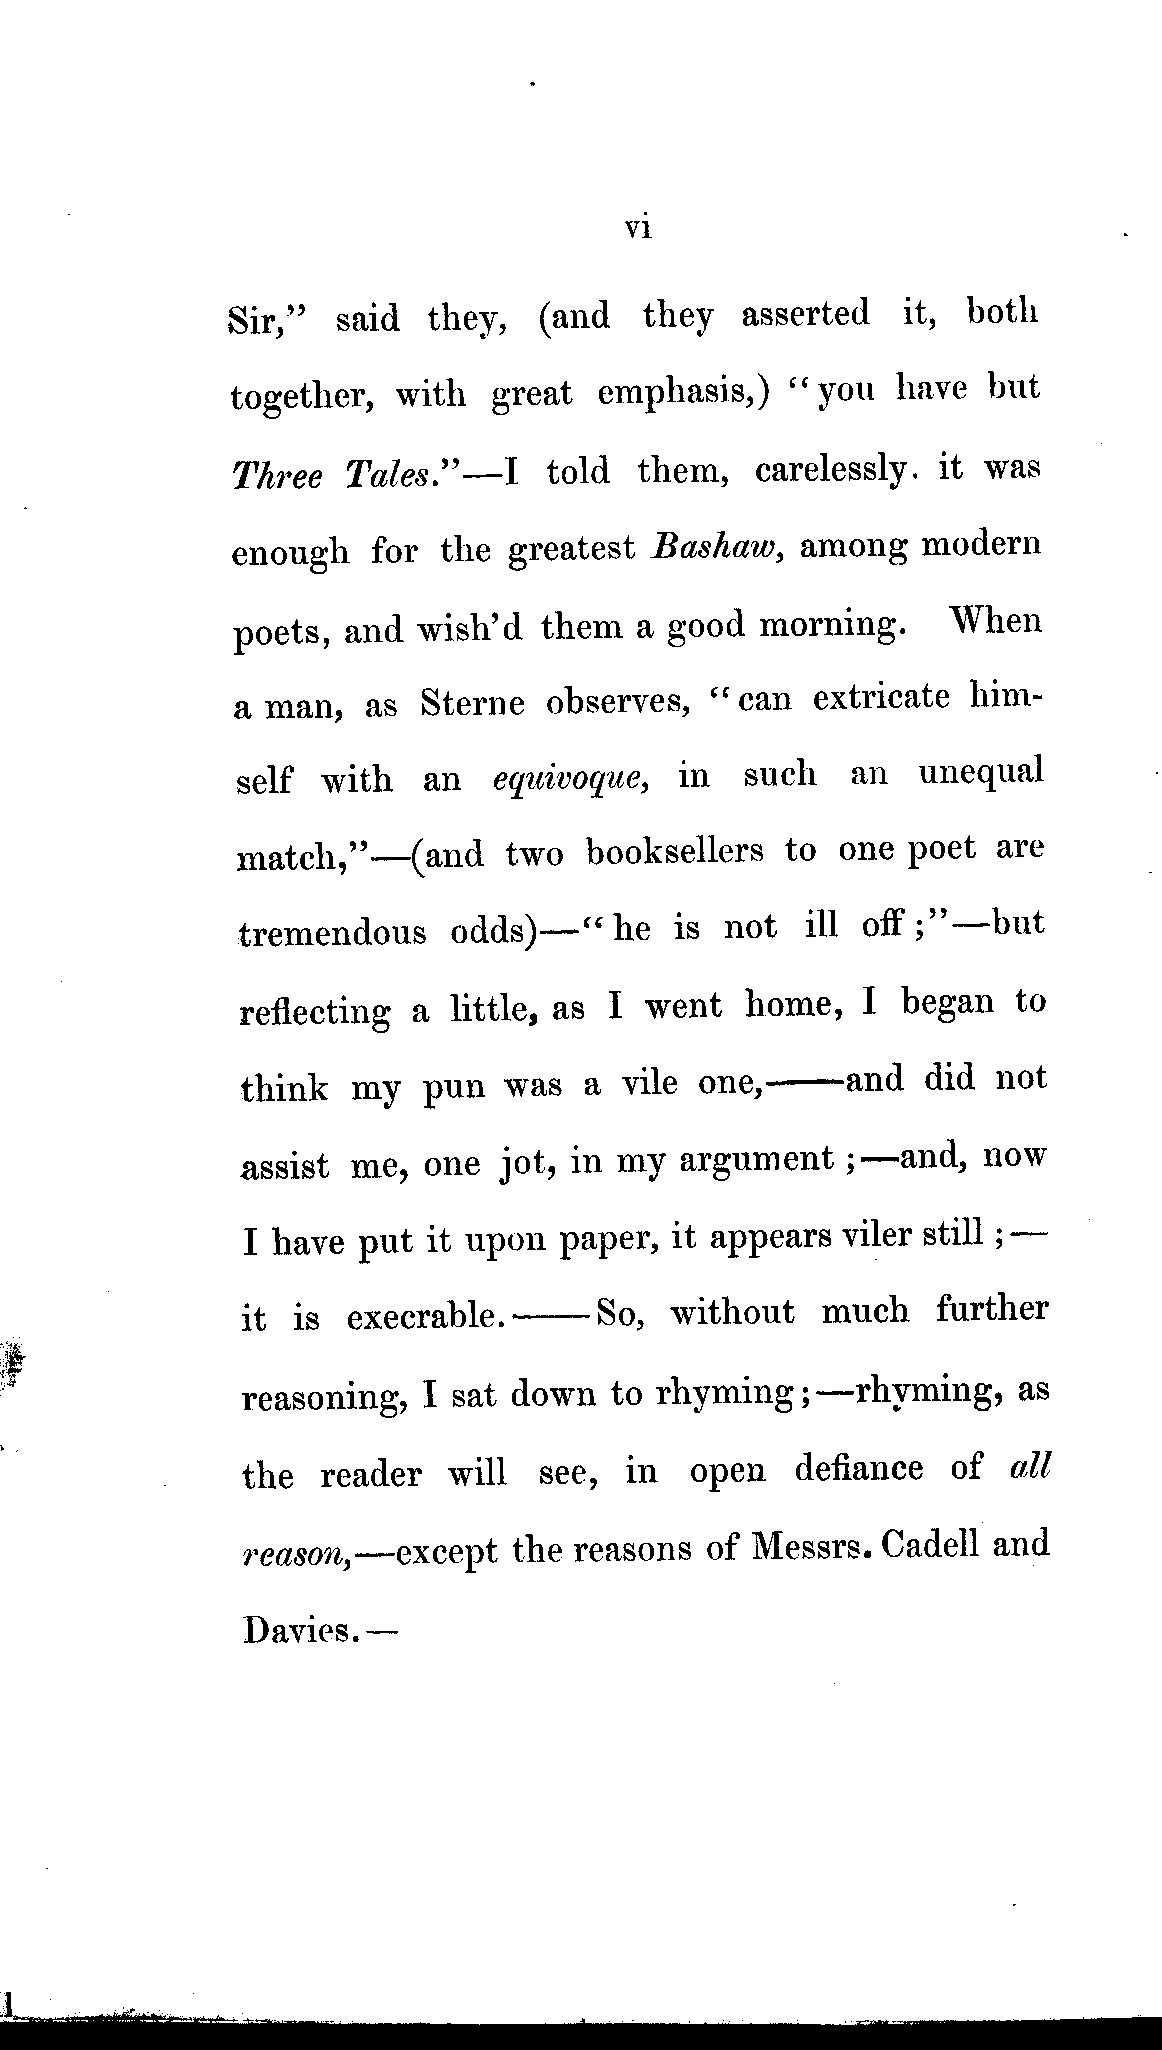 vi
Sir," said they, (and they asserted it, both
together, with great emphasis,) "you have but
Three Tales."—I told them, carelessly. it was
enough for the greatest Bashaw, among modern
poets, and wish'd them a good morning. When
a man, as Sterne observes, "can extricate him-
self with an equivoque, in such an unequal
match,"—(and two booksellers to one poet are
tremendous odds)—"he is not ill off;"—but
reflecting a little, as I went home, I began to
think my pun was a vile one,——and did not
assist me, one jot, in my argument;—and, now
I have put it upon paper, it appears viler still;—
it is execrable.——So, without much further
reasoning, I sat down to rhyming;—rhyming, as
the reader will see, in open defiance of all
reason,—except the reasons of Messrs. Cadell and
Davies.—